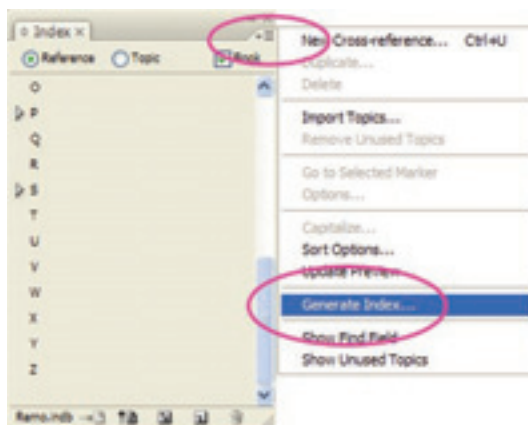 Index ×
Reference Topic Book
O
P
Q
R
S
T
U
V
W
X
Y
Z
Remo.indb
New Cross-reference... Ctrl+U
Duplicate...
Delete
Import Topics...
Remove Unused Topics
Go to Selected Marker
Options...
Capitalize...
Sort Options...
Update Preview
Generate Index...
Show Find Field
Show Unused Topics